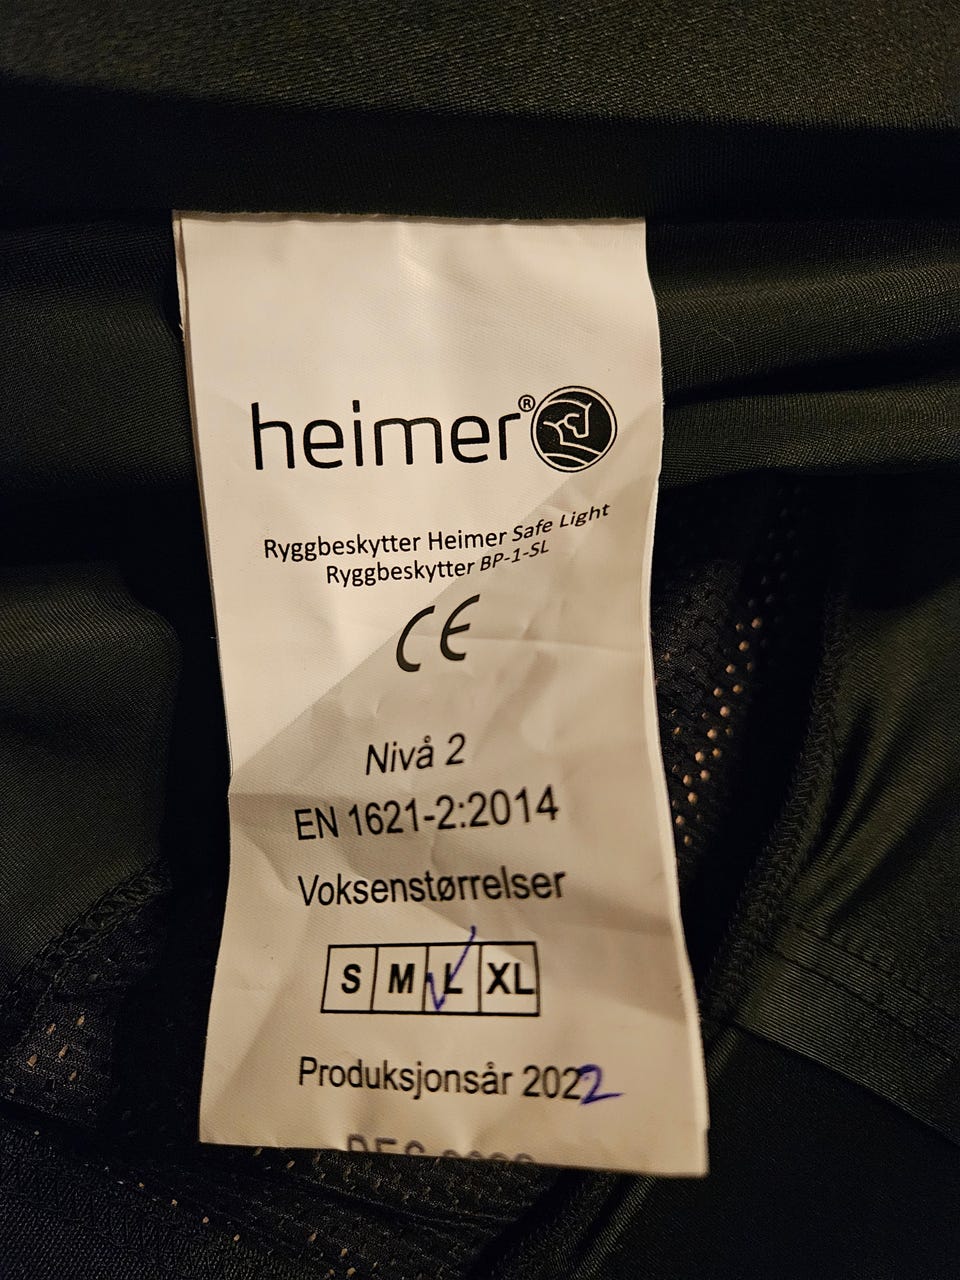 heimer®
Ryggbeskytter Heimer Safe Light
Ryggbeskytter BP-1-SL
CE
Nivå 2
EN 1621-2:2014
Voksenstørrelser
S M L XL
Produksjonsår 2022